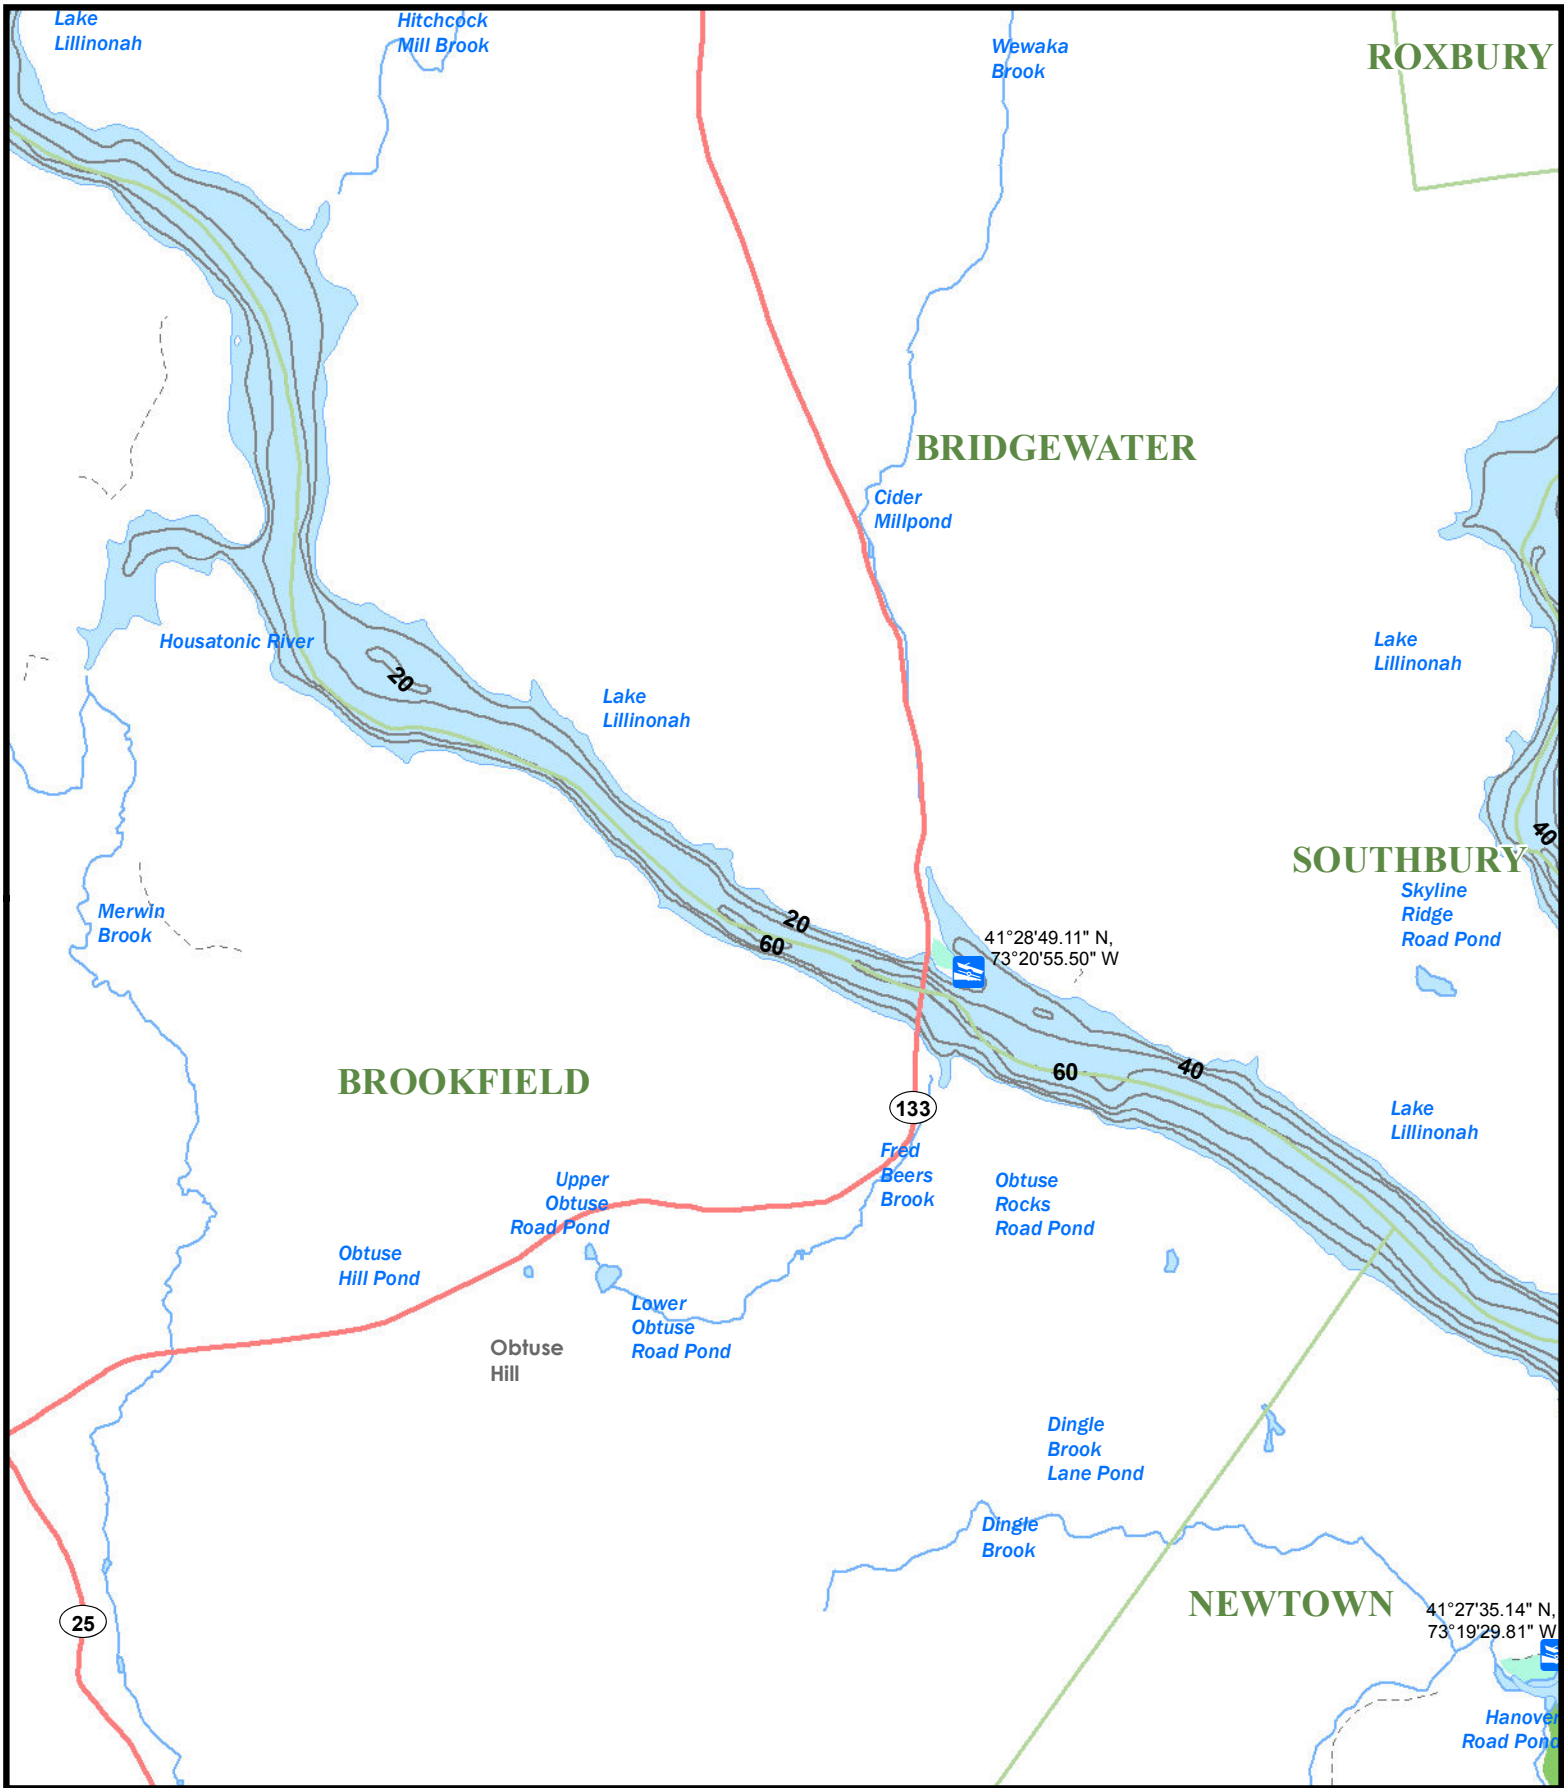 Lake
Lillinonah
Hitchcock
Mill Brook
Wewaka
Brook
ROXBURY
BRIDGEWATER
Cider
Millpond
Housatonic River
20
Lake
Lillinonah
Lake
Lillinonah
40
SOUTHBURY
Skyline
Ridge
Road Pond
Merwin
Brook
20
60
41°28'49.11" N,
73°20'55.50" W
BROOKFIELD
60
40
133
Lake
Lillinonah
Fred
Beers
Brook
Upper
Obtuse
Road Pond
Obtuse
Rocks
Road Pond
Obtuse
Hill Pond
Lower
Obtuse
Road Pond
Obtuse
Hill
Dingle
Brook
Lane Pond
Dingle
Brook
NEWTOWN
41°27'35.14" N,
73°19'29.81" W
25
Hanover
Road Pond